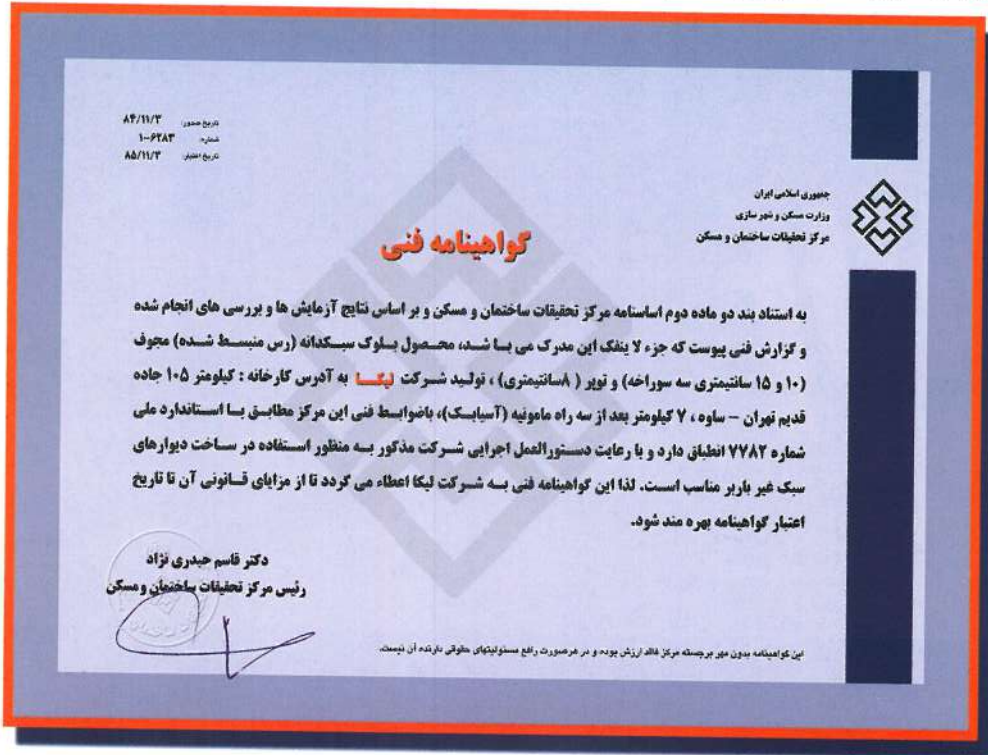 تاریخ صدور: ۸۴/۱۱/۳
شماره: ۱-۶۲۸۳
تاریخ اعتبار: ۸۵/۱۱/۳
جمهوری اسلامی ایران
وزارت مسکن و شهر سازی
مرکز تحقیقات ساختمان و مسکن
گواهینامه فنی
به استناد بند دو ماده دوم اساسنامه مرکز تحقیقات ساختمان و مسکن و بر اساس نتایج آزمایش ها و بررسی های انجام شده
و گزارش فنی پیوست که جزء لا ینفک این مدرک می با شد، محصول بلوک سبکدانه (رس منبسط شده) مجوف
(۱۰ و ۱۵ سانتیمتری سه سوراخه) و توپر ( ۸سانتیمتری) ، تولید شرکت لیکا به آدرس کارخانه : کیلومتر ۱۰۵ جاده
قدیم تهران – ساوه ، ۷ کیلومتر بعد از سه راه مامونیه (آسیابک)، باضوابط فنی این مرکز مطابق با استاندارد ملی
شماره ۷۷۸۲ انطباق دارد و با رعایت دستورالعمل اجرایی شرکت مذکور به منظور استفاده در ساخت دیوارهای
سبک غیر باربر مناسب است. لذا این گواهینامه فنی به شرکت لیکا اعطاء می گردد تا از مزایای قانونی آن تا تاریخ
اعتبار گواهینامه بهره مند شود.
دکتر قاسم حیدری نژاد
رئیس مرکز تحقیقات ساختمان و مسکن
این گواهینامه بدون مهر برجسته مرکز فاقد ارزش بوده و در هرصورت رافع مسئولیتهای حقوقی دارنده آن نیست.